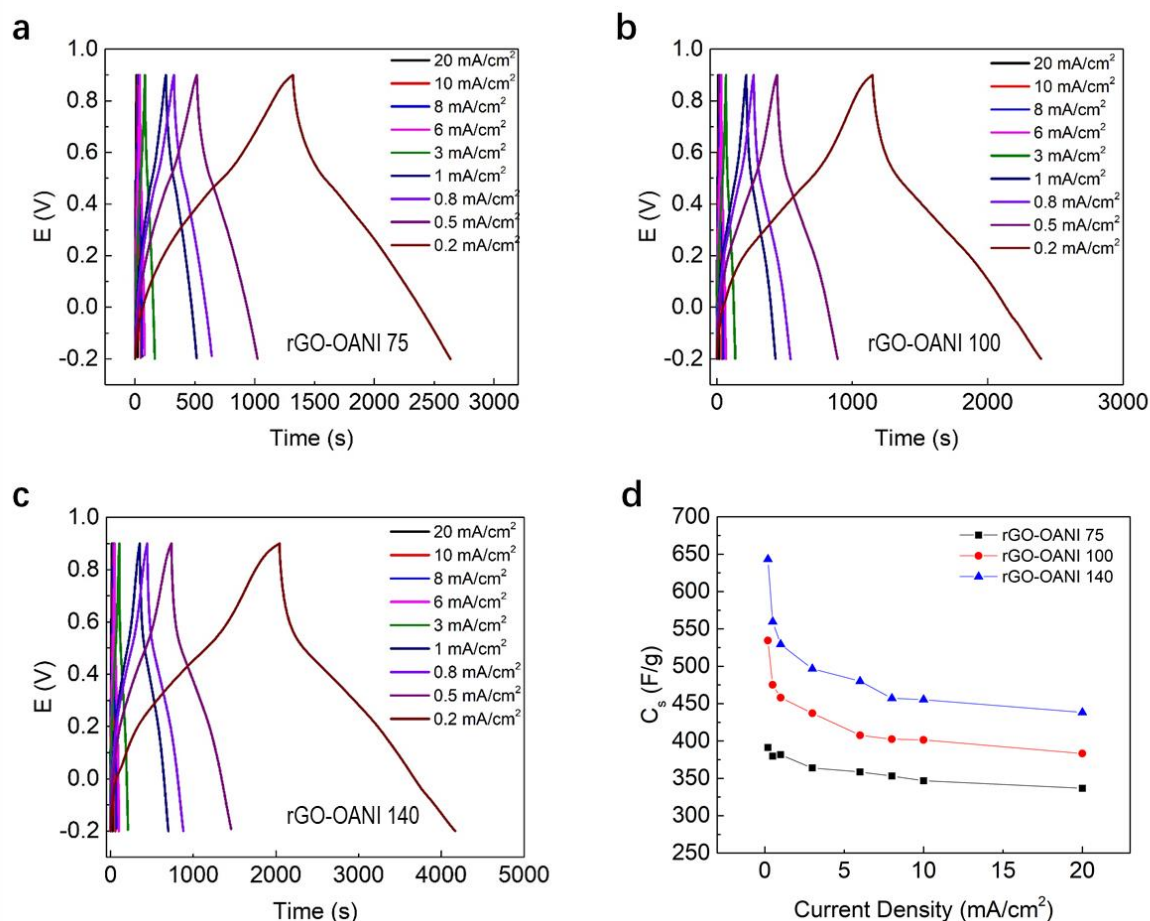 a
1.0
0.8
0.6
0.4
0.2
0.0
-0.2
E (V)
20 mA/cm²
10 mA/cm²
8 mA/cm²
6 mA/cm²
3 mA/cm²
1 mA/cm²
0.8 mA/cm²
0.5 mA/cm²
0.2 mA/cm²
rGO-OANI 75
0 500 1000 1500 2000 2500 3000
Time (s)
b
1.0
0.8
0.6
0.4
0.2
0.0
-0.2
E (V)
20 mA/cm²
10 mA/cm²
8 mA/cm²
6 mA/cm²
3 mA/cm²
1 mA/cm²
0.8 mA/cm²
0.5 mA/cm²
0.2 mA/cm²
rGO-OANI 100
0 1000 2000 3000
Time (s)
c
1.0
0.8
0.6
0.4
0.2
0.0
-0.2
E (V)
20 mA/cm²
10 mA/cm²
8 mA/cm²
6 mA/cm²
3 mA/cm²
1 mA/cm²
0.8 mA/cm²
0.5 mA/cm²
0.2 mA/cm²
rGO-OANI 140
0 1000 2000 3000 4000 5000
Time (s)
d
700
650
600
550
500
450
400
350
300
250
Cₛ (F/g)
rGO-OANI 75
rGO-OANI 100
rGO-OANI 140
0 5 10 15 20
Current Density (mA/cm²)